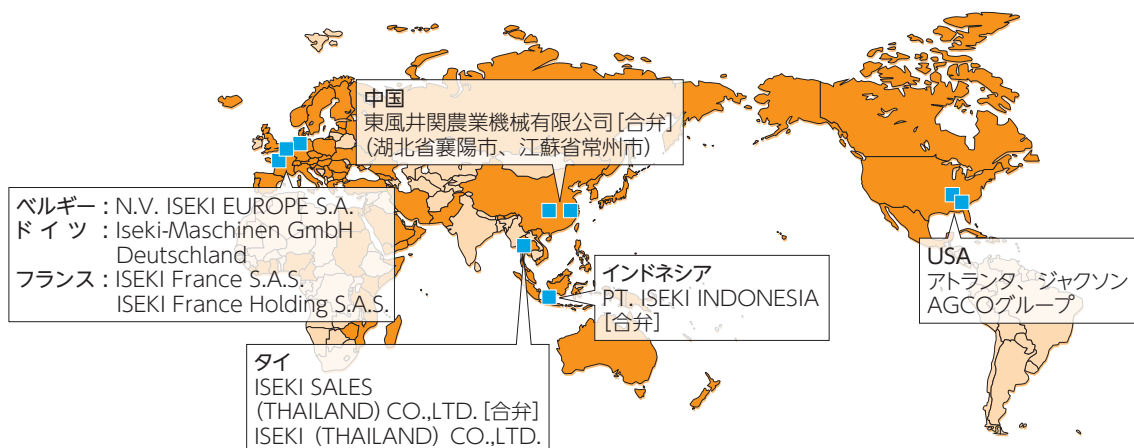 中国
東風井関農業機械有限公司[合弁]
(湖北省襄陽市、江蘇省常州市)
ベルギー:N.V. ISEKI EUROPE S.A.
ドイツ:Iseki-Maschinen GmbH
Deutschland
フランス:ISEKI France S.A.S.
ISEKI France Holding S.A.S.
タイ
ISEKI SALES
(THAILAND) CO.,LTD. [合弁]
ISEKI (THAILAND) CO.,LTD.
インドネシア
PT. ISEKI INDONESIA
[合弁]
USA
アトランタ、ジャクソン
AGCOグループ